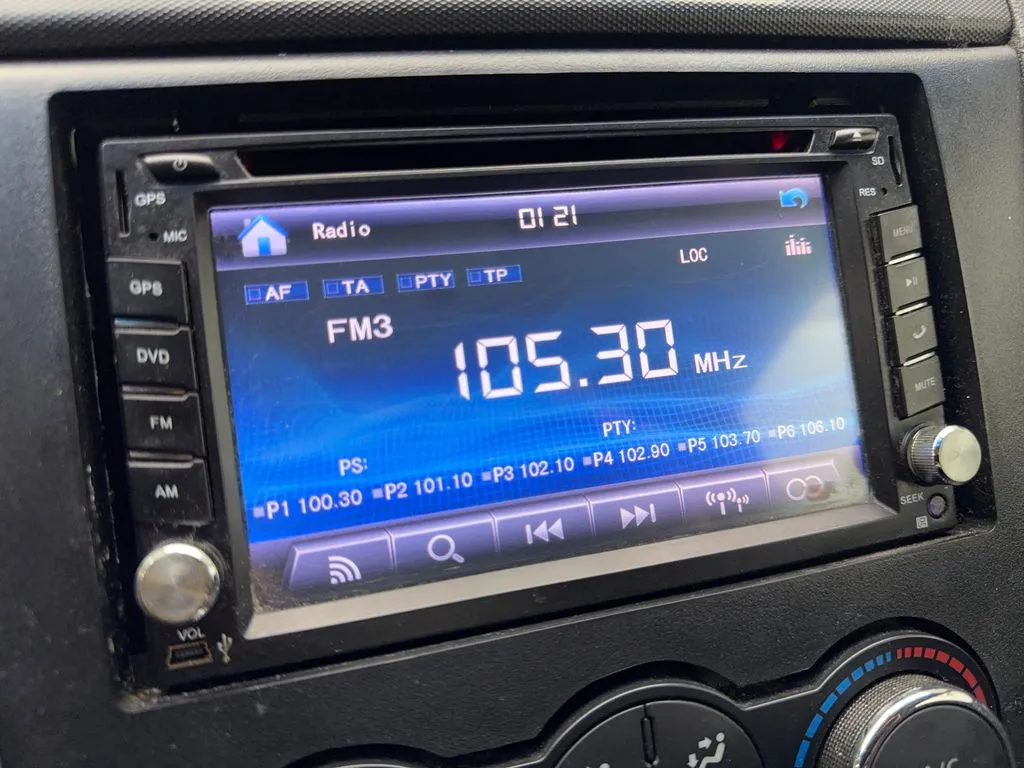 GPS
MIC
SD
RES
Radio
01 21
AF TA PTY TP
LOC
FM3
105.30 MHz
PS:
PTY:
P1 100.30 P2 101.10 P3 102.10 P4 102.90 P5 103.70 P6 106.10
GPS
DVD
FM
AM
MENU
MUTE
VOL
SEEK